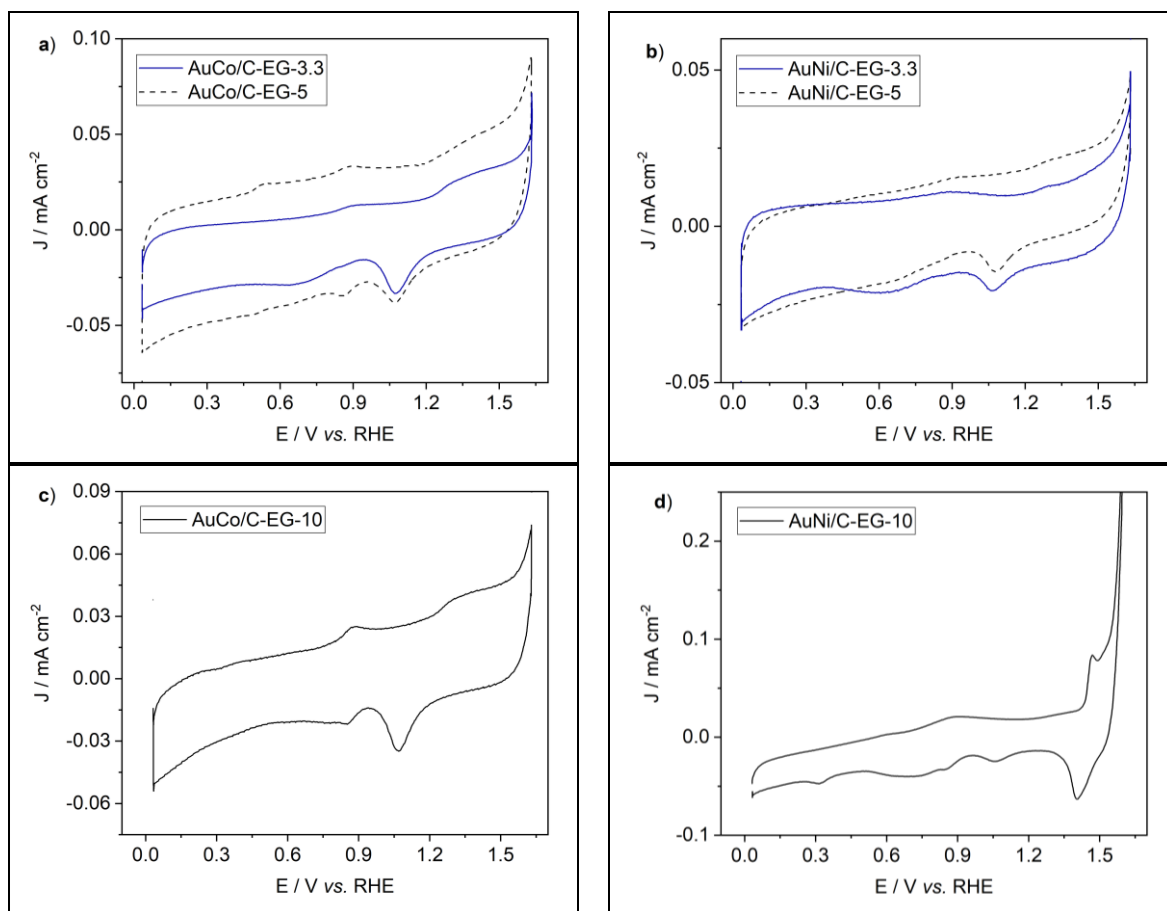 a)
AuCo/C-EG-3.3
AuCo/C-EG-5
0.10
0.05
0.00
-0.05
J / mA cm⁻²
0.0 0.3 0.6 0.9 1.2 1.5
E / V vs. RHE
b)
AuNi/C-EG-3.3
AuNi/C-EG-5
0.05
0.00
-0.05
J / mA cm⁻²
0.0 0.3 0.6 0.9 1.2 1.5
E / V vs. RHE
c)
AuCo/C-EG-10
0.09
0.06
0.03
0.00
-0.03
-0.06
J / mA cm⁻²
0.0 0.3 0.6 0.9 1.2 1.5
E / V vs. RHE
d)
AuNi/C-EG-10
0.2
0.1
0.0
-0.1
J / mA cm⁻²
0.0 0.3 0.6 0.9 1.2 1.5
E / V vs. RHE